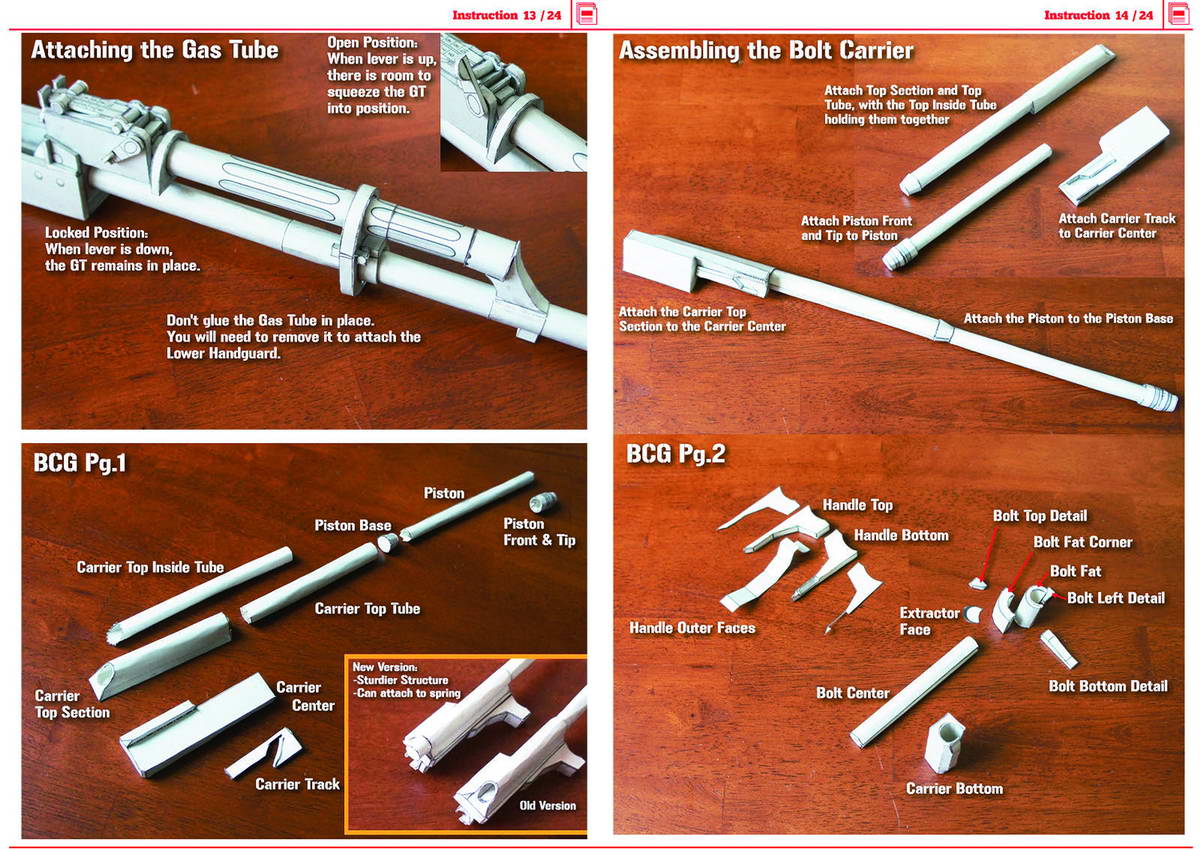 Instruction 13 / 24
Attaching the Gas Tube
Open Position:
When lever is up,
there is room to
squeeze the GT
into position.
Locked Position:
When lever is down,
the GT remains in place.
Don't glue the Gas Tube in place.
You will need to remove it to attach the
Lower Handguard.
BCG Pg.1
Piston
Piston Base
Piston
Front & Tip
Carrier Top Inside Tube
Carrier Top Tube
Carrier
Top Section
Carrier
Center
Carrier Track
New Version:
-Sturdier Structure
-Can attach to spring
Old Version
Instruction 14 / 24
Assembling the Bolt Carrier
Attach Top Section and Top
Tube, with the Top Inside Tube
holding them together
Attach Piston Front
and Tip to Piston
Attach Carrier Track
to Carrier Center
Attach the Carrier Top
Section to the Carrier Center
Attach the Piston to the Piston Base
BCG Pg.2
Handle Top
Handle Bottom
Handle Outer Faces
Bolt Top Detail
Bolt Fat Corner
Bolt Fat
Bolt Left Detail
Extractor
Face
Bolt Bottom Detail
Bolt Center
Carrier Bottom